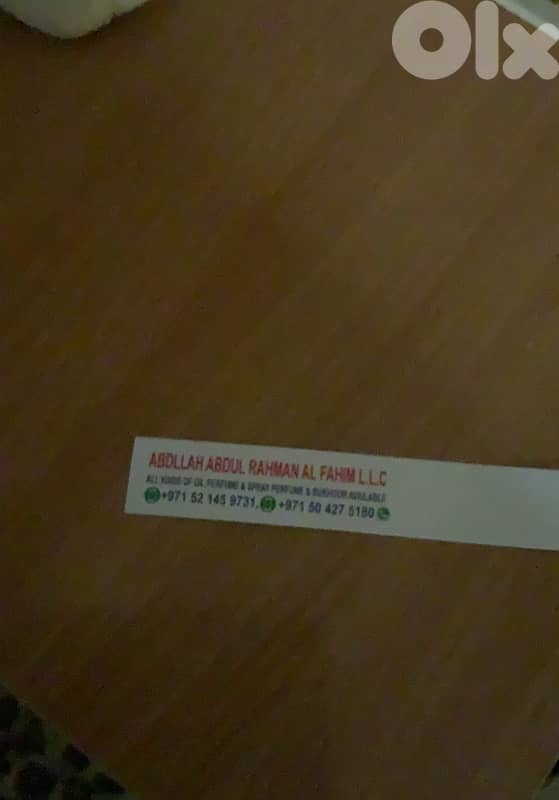 Olx
ABDLLAH ABDUL RAHMAN AL FAHIM L.L.C
ALL KINDS OF OIL PERFUME & SPRAY PERFUME & BUKHOOR AVAILABLE
+971 52 145 9731, +971 50 427 5180